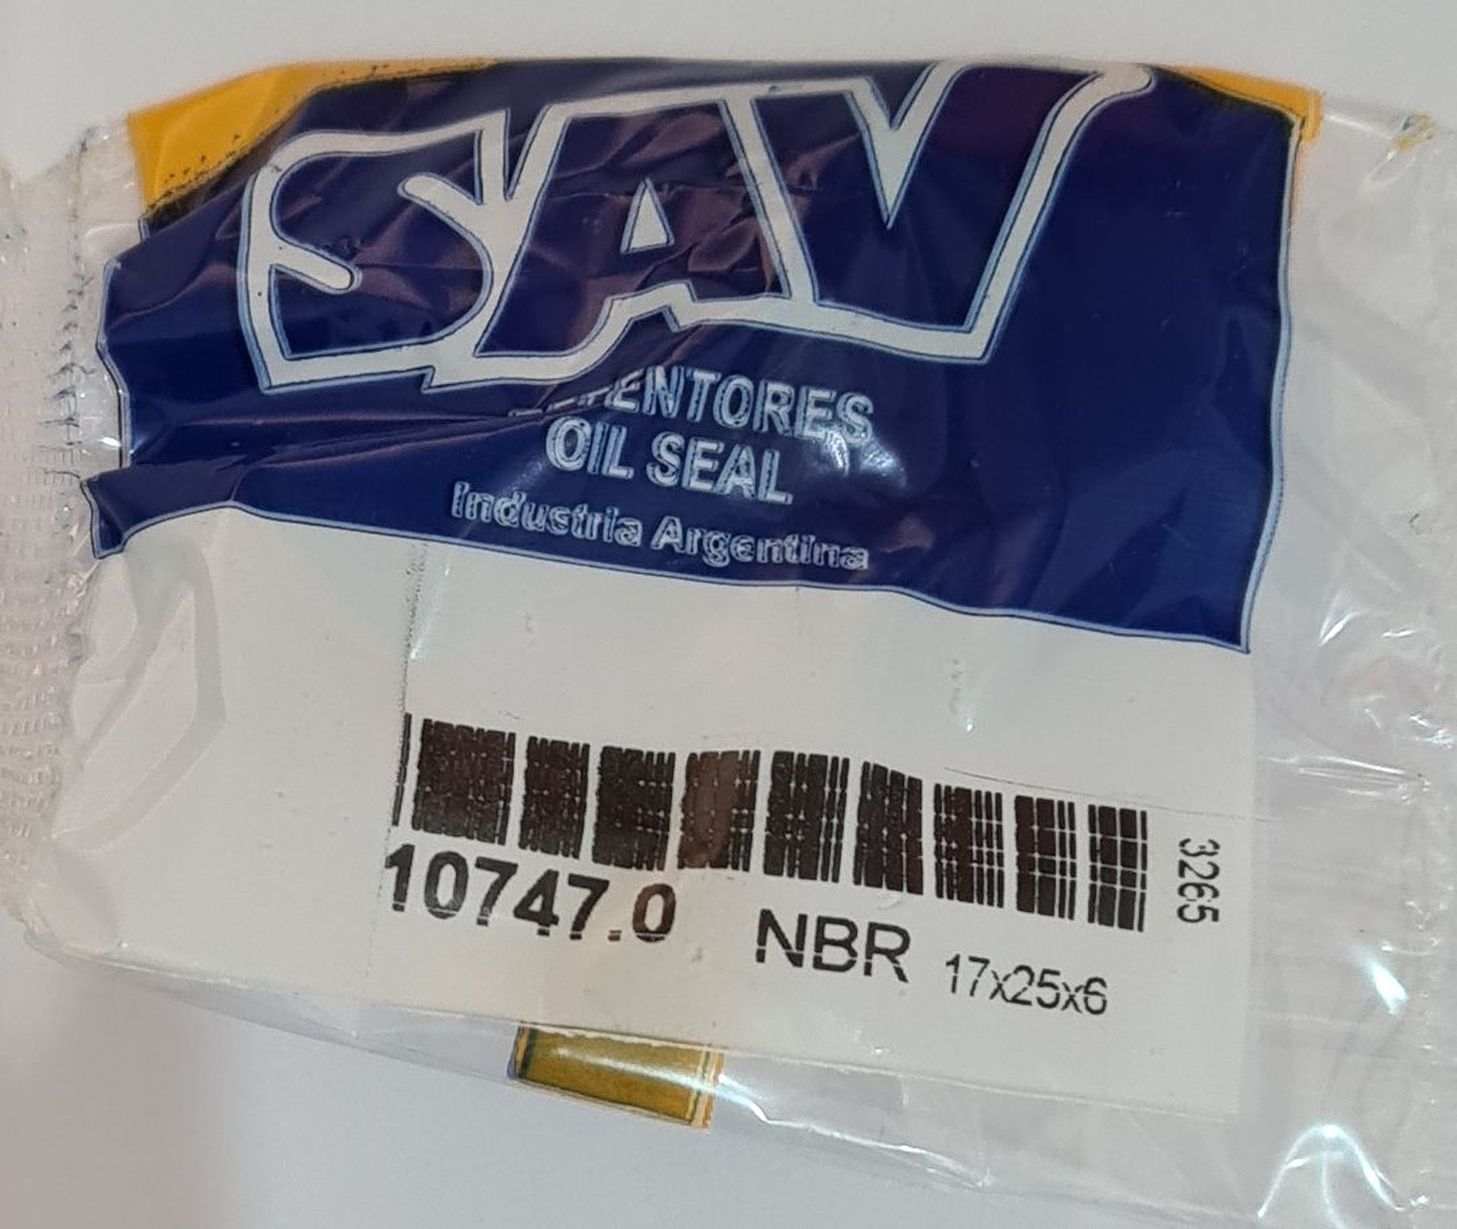 SAV
OIL SEAL
Industria Argentina
10747.0 NBR 17x25x6
3265